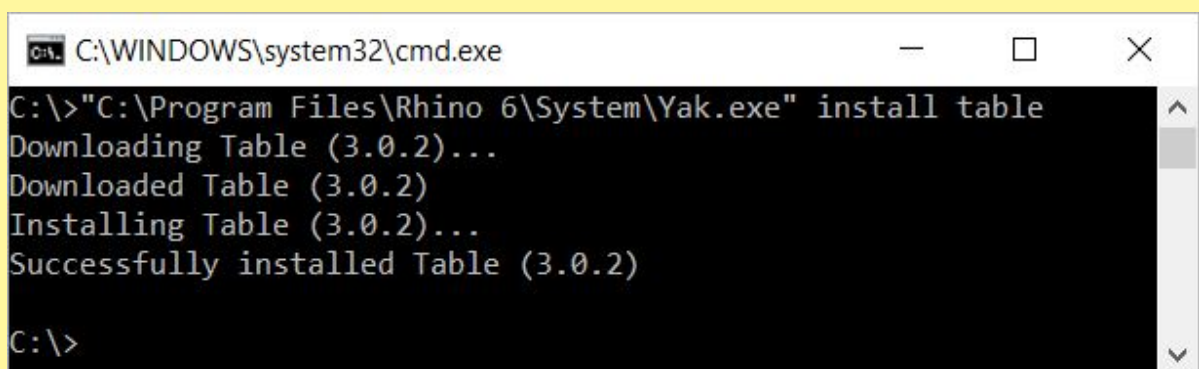 C:\WINDOWS\system32\cmd.exe
C:\>"C:\Program Files\Rhino 6\System\Yak.exe" install table
Downloading Table (3.0.2)...
Downloaded Table (3.0.2)
Installing Table (3.0.2)...
Successfully installed Table (3.0.2)
C:\>